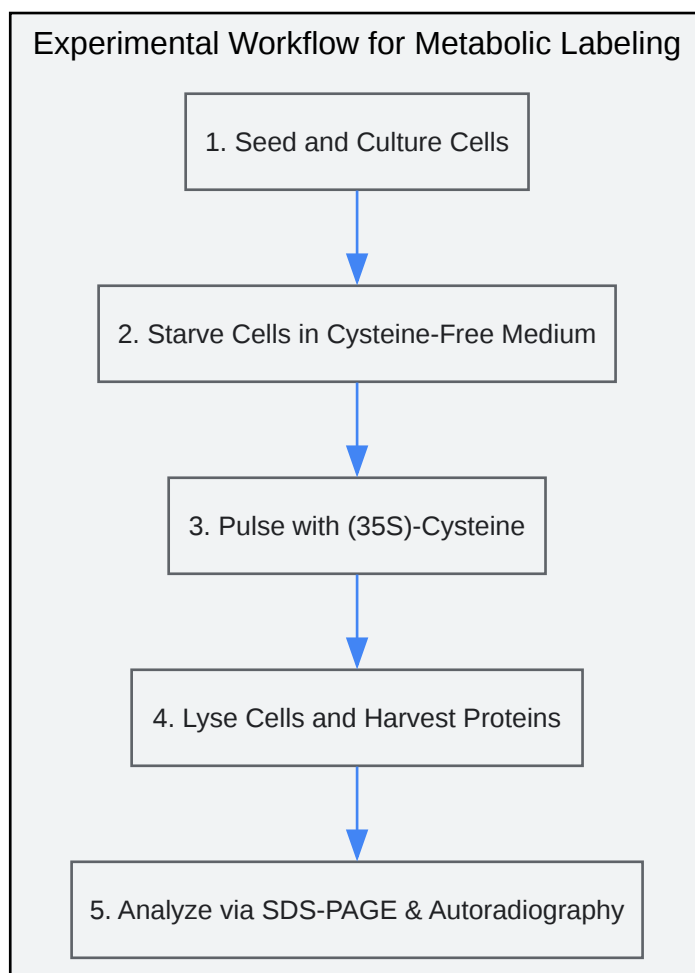 Experimental Workflow for Metabolic Labeling
1. Seed and Culture Cells
2. Starve Cells in Cysteine-Free Medium
3. Pulse with (35S)-Cysteine
4. Lyse Cells and Harvest Proteins
5. Analyze via SDS-PAGE & Autoradiography